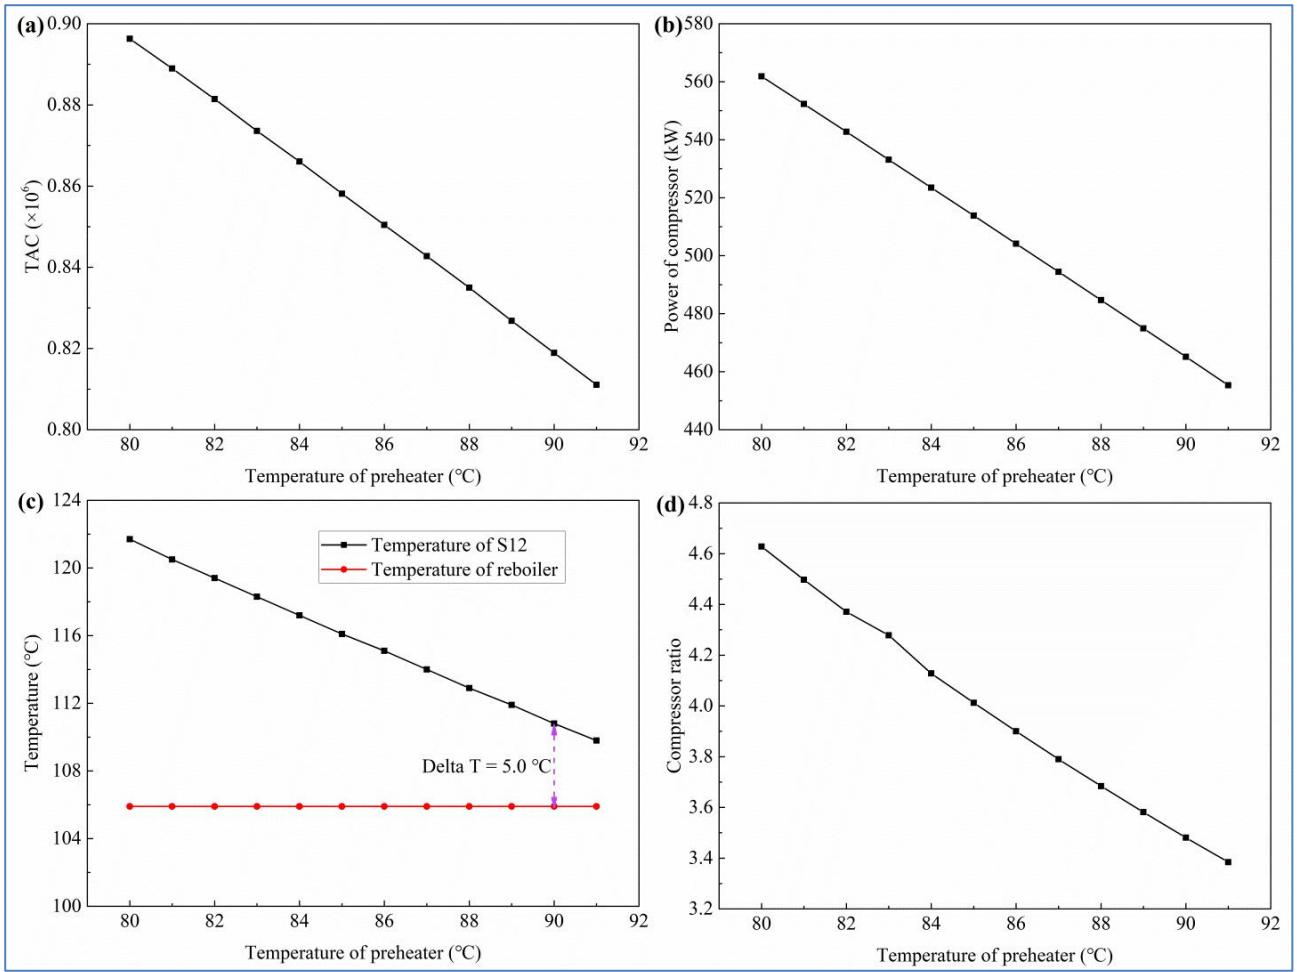 (a)
0.90
0.88
0.86
0.84
0.82
0.80
TAC (×10⁶)
80 82 84 86 88 90 92
Temperature of preheater (℃)
(b)
580
560
540
520
500
480
460
440
Power of compressor (kW)
80 82 84 86 88 90 92
Temperature of preheater (℃)
(c)
124
120
116
112
108
104
100
Temperature (℃)
Temperature of S12
Temperature of reboiler
Delta T = 5.0 ℃
80 82 84 86 88 90 92
Temperature of preheater (℃)
(d)
4.8
4.6
4.4
4.2
4.0
3.8
3.6
3.4
3.2
Compressor ratio
80 82 84 86 88 90 92
Temperature of preheater (℃)